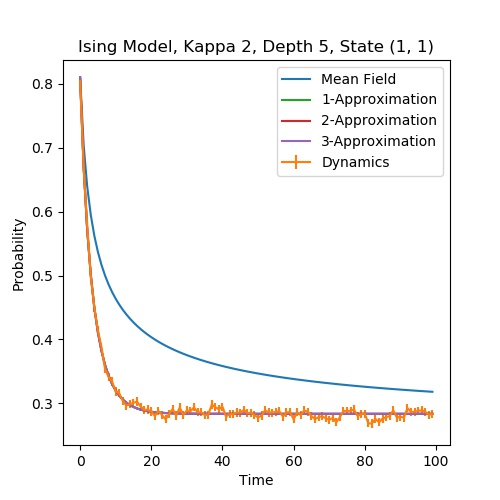 Ising Model, Kappa 2, Depth 5, State (1, 1)
Mean Field
1-Approximation
2-Approximation
3-Approximation
Dynamics
Probability
0.8
0.7
0.6
0.5
0.4
0.3
0 20 40 60 80 100
Time